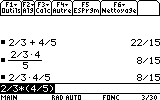 F1▾ F2▾ F3▾ F4▾ F5 F6▾
Outils Alg Calc Autre ESPrgm Nettoyage
▪ 2/3 + 4/5 22/15
▪ 2/3·4
5 8/15
▪ 2/3·4/5 8/15
2/3*(4/5)
MAIN RAD AUTO FONC 3/30